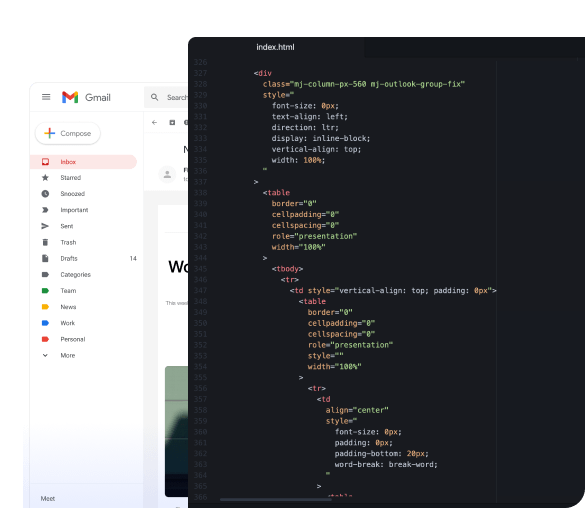 index.html
Gmail
Search
Compose
Inbox
Starred
Snoozed
Important
Sent
Trash
Drafts 14
Categories
Team
News
Work
Personal
More
Meet
Wo
This week
326
327 <div
328 class="mj-column-px-560 mj-outlook-group-fix"
329 style="
330 font-size: 0px;
331 text-align: left;
332 direction: ltr;
333 display: inline-block;
334 vertical-align: top;
335 width: 100%;
336 "
337 >
338 <table
339 border="0"
340 cellpadding="0"
341 cellspacing="0"
342 role="presentation"
343 width="100%"
344 >
345 <tbody>
346 <tr>
347 <td style="vertical-align: top; padding: 0px">
348 <table
349 border="0"
350 cellpadding="0"
351 cellspacing="0"
352 role="presentation"
353 style=""
354 width="100%"
355 >
356 <tr>
357 <td
358 align="center"
359 style="
360 font-size: 0px;
361 padding: 0px;
362 padding-bottom: 20px;
363 word-break: break-word;
364 "
365 >
366 <table